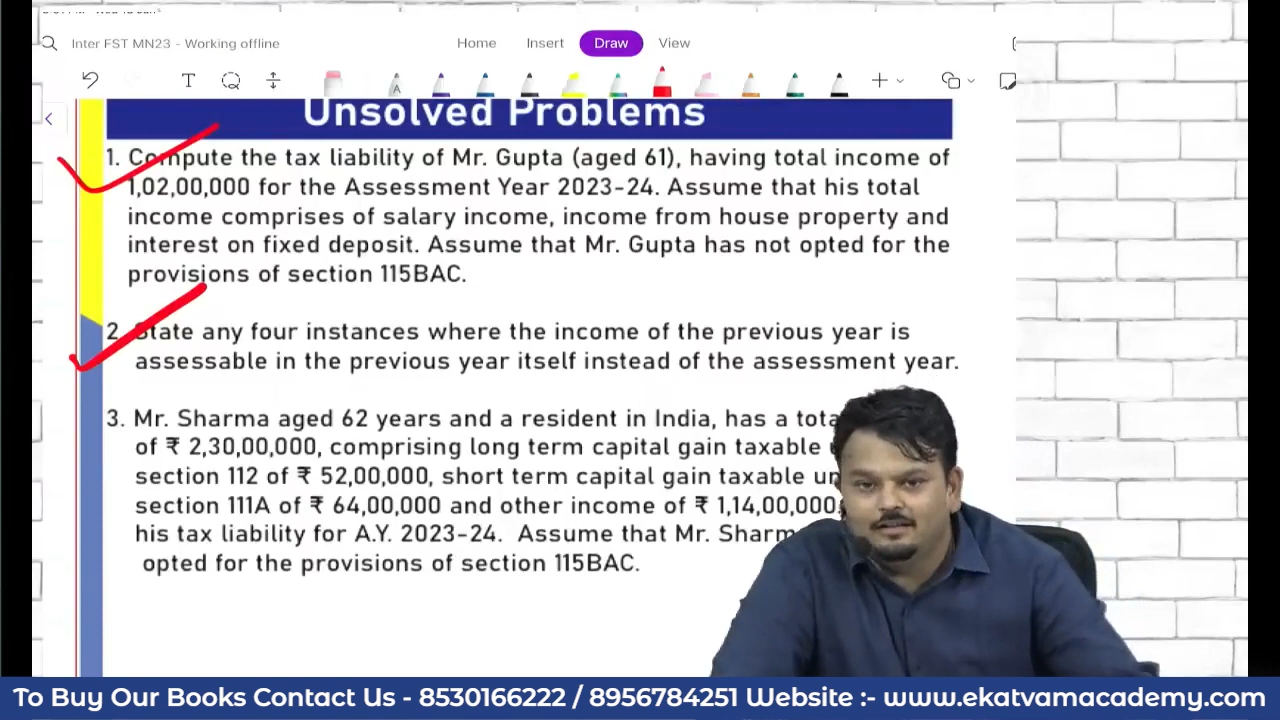 Inter FST MN23 - Working offline
Home Insert Draw View
T
A
Unsolved Problems
1. Compute the tax liability of Mr. Gupta (aged 61), having total income of
1,02,00,000 for the Assessment Year 2023-24. Assume that his total
income comprises of salary income, income from house property and
interest on fixed deposit. Assume that Mr. Gupta has not opted for the
provisions of section 115BAC.
2. State any four instances where the income of the previous year is
assessable in the previous year itself instead of the assessment year.
3. Mr. Sharma aged 62 years and a resident in India, has a tota
of ₹ 2,30,00,000, comprising long term capital gain taxable
section 112 of ₹ 52,00,000, short term capital gain taxable un
section 111A of ₹ 64,00,000 and other income of ₹ 1,14,00,000
his tax liability for A.Y. 2023-24. Assume that Mr. Sharm
opted for the provisions of section 115BAC.
To Buy Our Books Contact Us - 8530166222 / 8956784251 Website :- www.ekatvamacademy.com